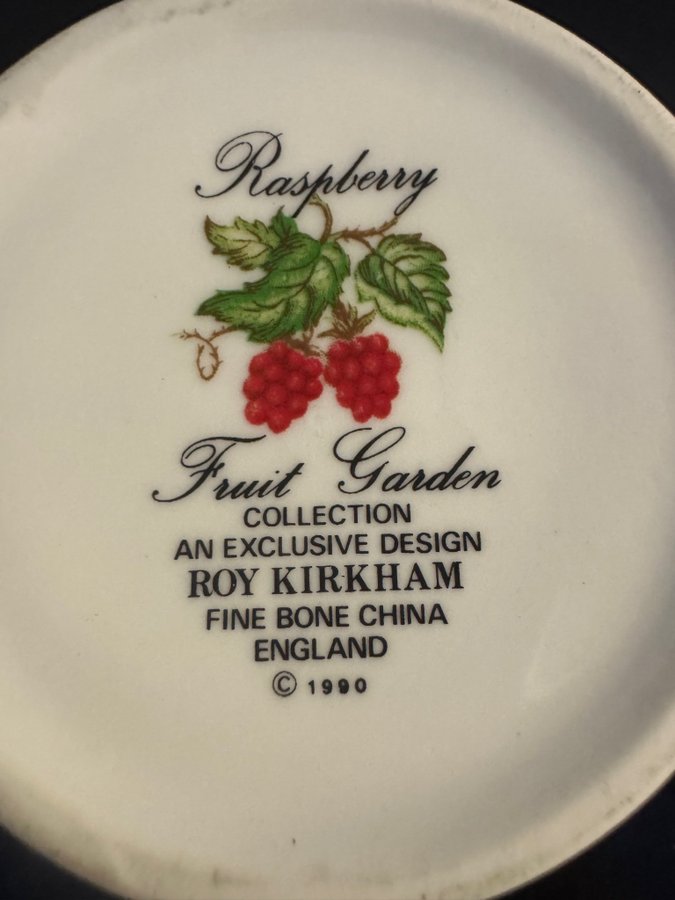 Raspberry
Fruit Garden
COLLECTION
AN EXCLUSIVE DESIGN
ROY KIRKHAM
FINE BONE CHINA
ENGLAND
© 1990